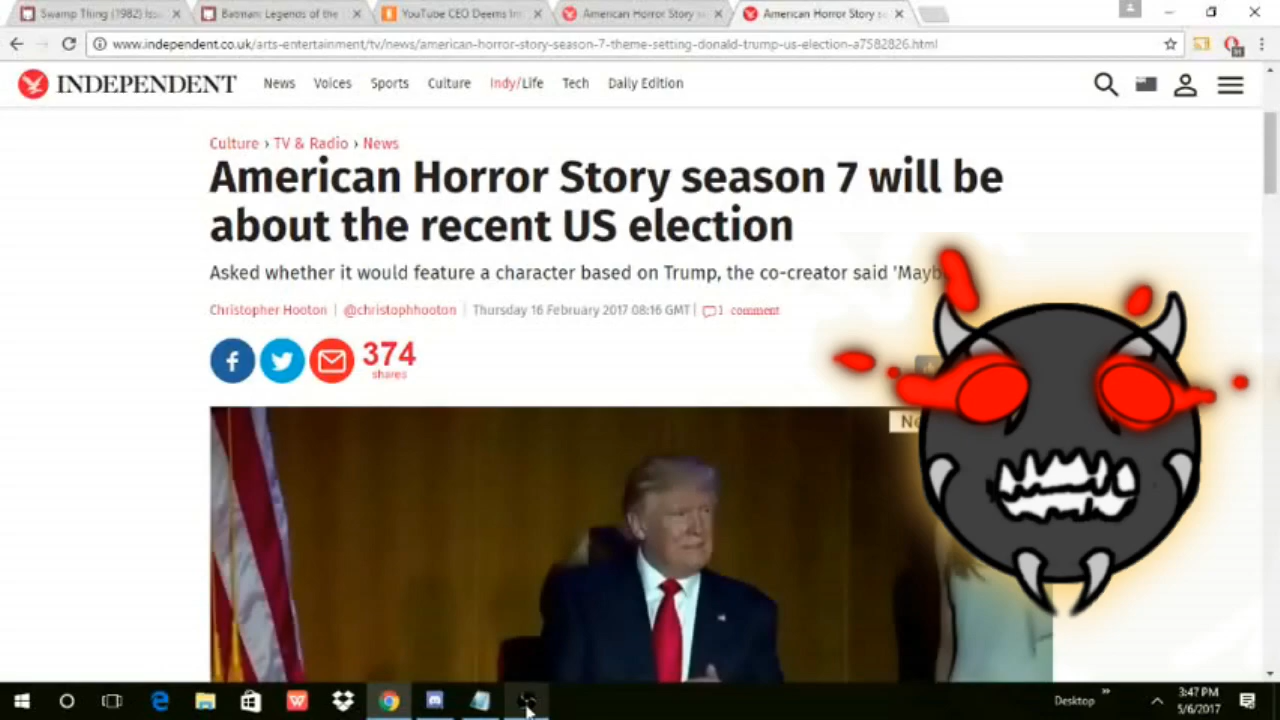 Swamp Thing (1982) Iss
Batman: Legends of the
YouTube CEO Deems In
American Horror Story s
American Horror Story s
www.independent.co.uk/arts-entertainment/tv/news/american-horror-story-season-7-theme-setting-donald-trump-us-election-a7582826.html
INDEPENDENT
News Voices Sports Culture Indy/Life Tech Daily Edition
Culture › TV & Radio › News
American Horror Story season 7 will be
about the recent US election
Asked whether it would feature a character based on Trump, the co-creator said 'Mayb
Christopher Hooton | @christophhooton | Thursday 16 February 2017 08:16 GMT | 1 comment
374
shares
Desktop
3:47 PM
5/6/2017